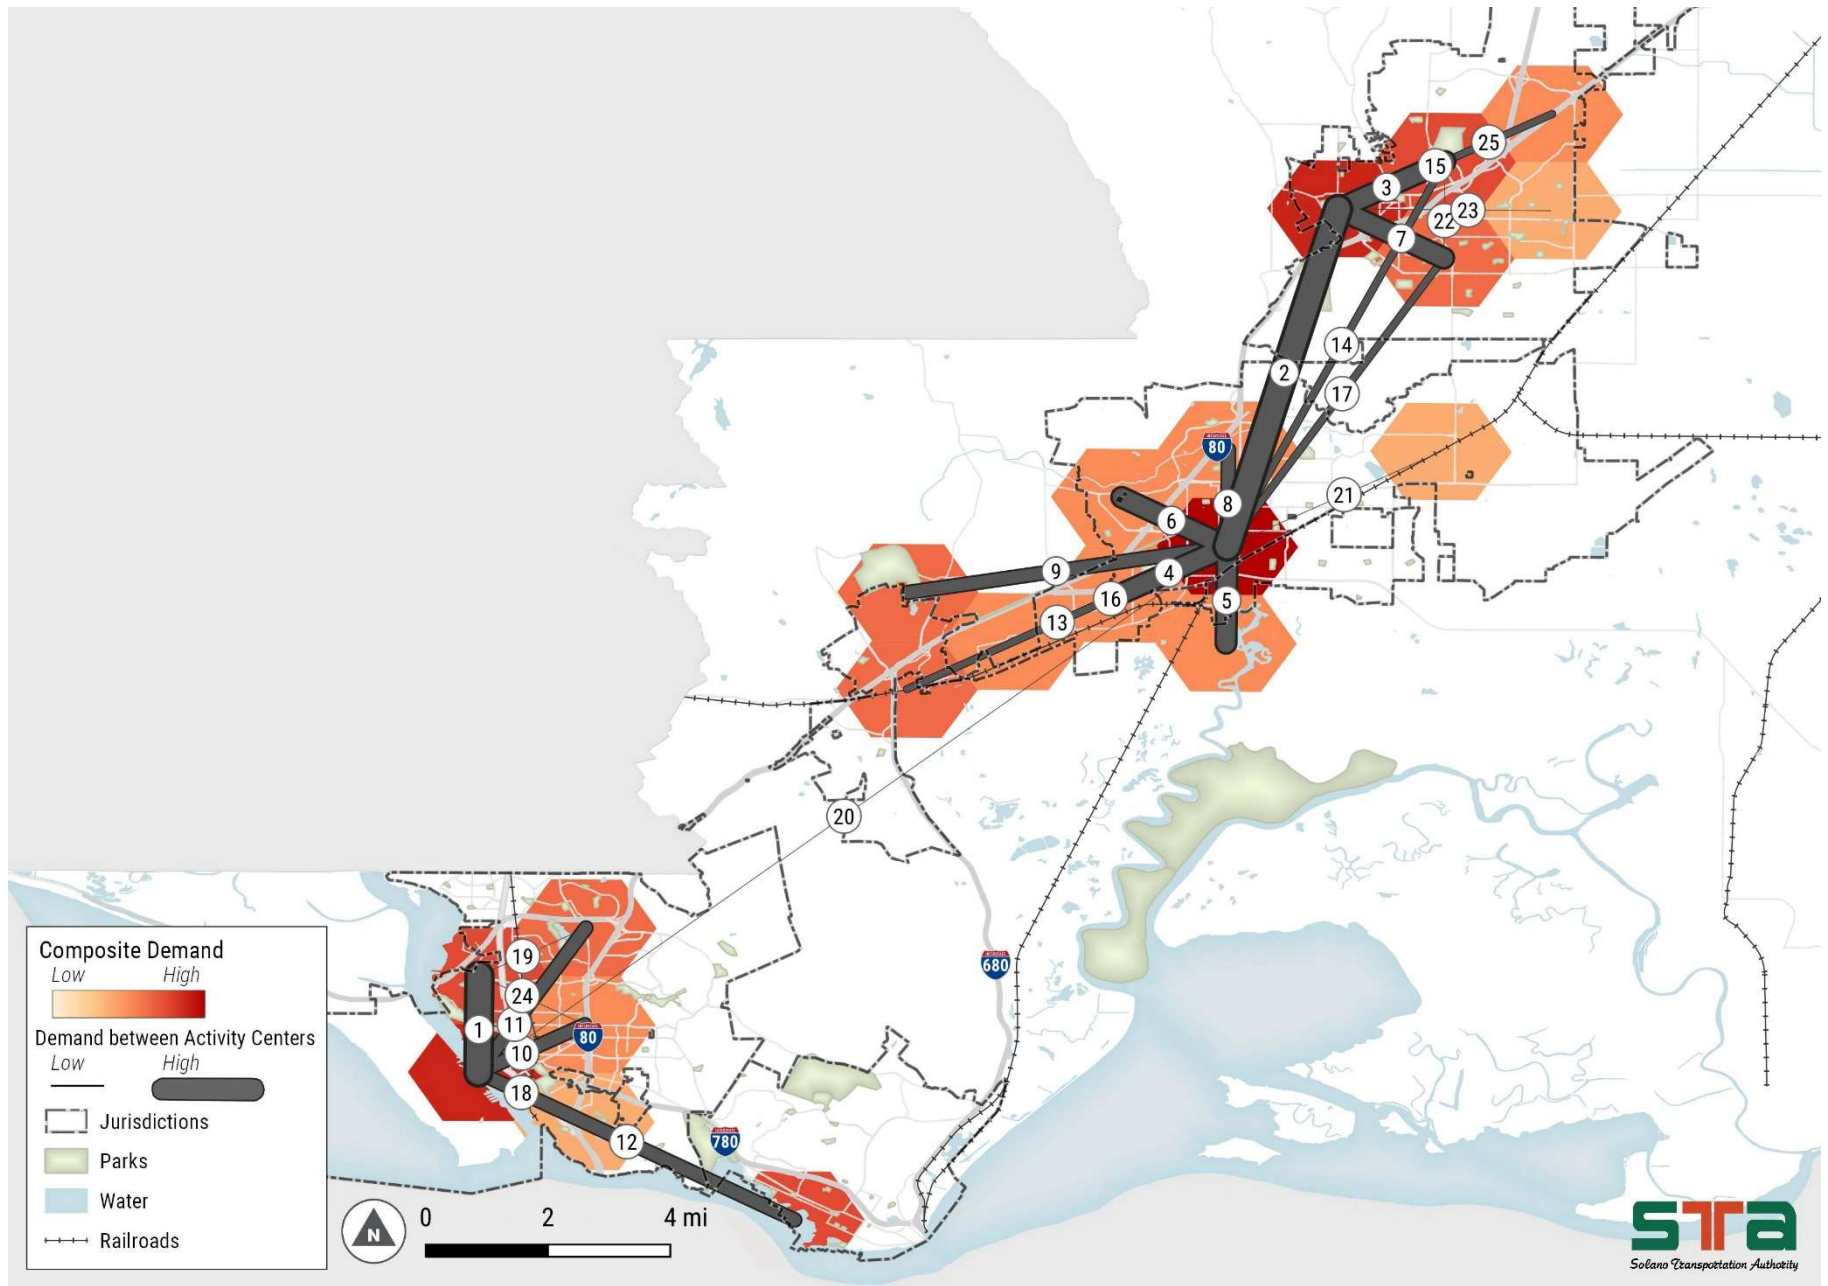 25
15
3
22
23
7
14
2
17
80
8
21
6
9
4
16
5
13
20
680
19
24
1
11
80
10
18
780
12
Composite Demand
Low High
Demand between Activity Centers
Low High
Jurisdictions
Parks
Water
Railroads
N
0 2 4 mi
STA
Solano Transportation Authority